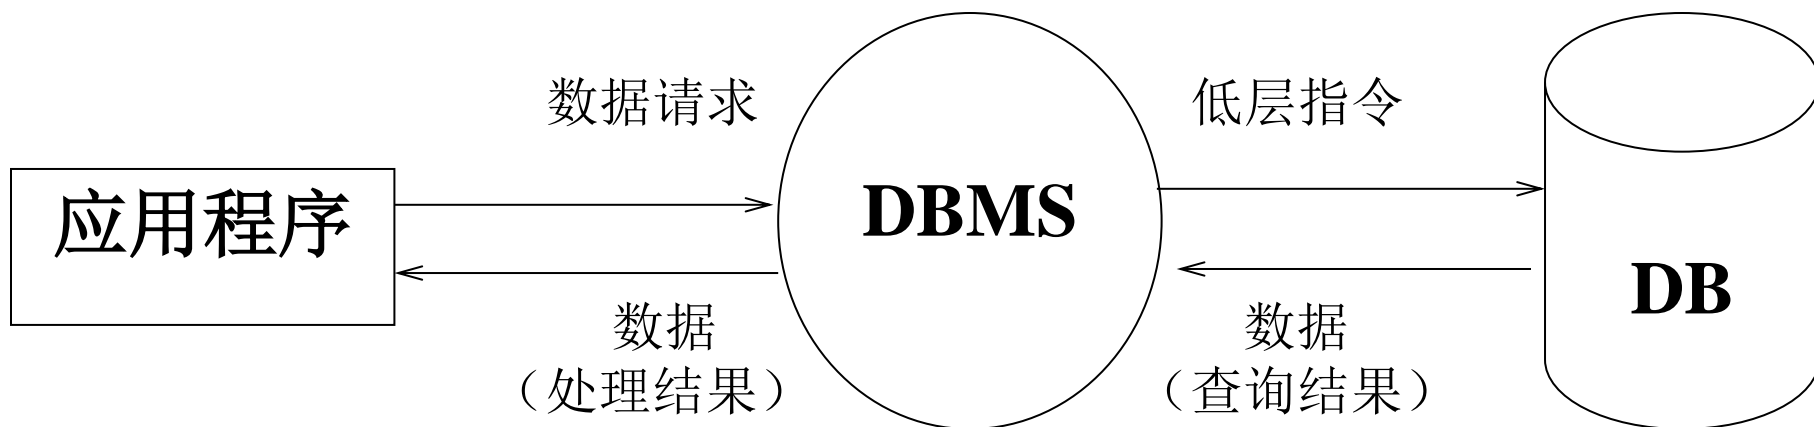 数据请求
低层指令
应用程序
DBMS
DB
数据
（处理结果）
数据
（查询结果）